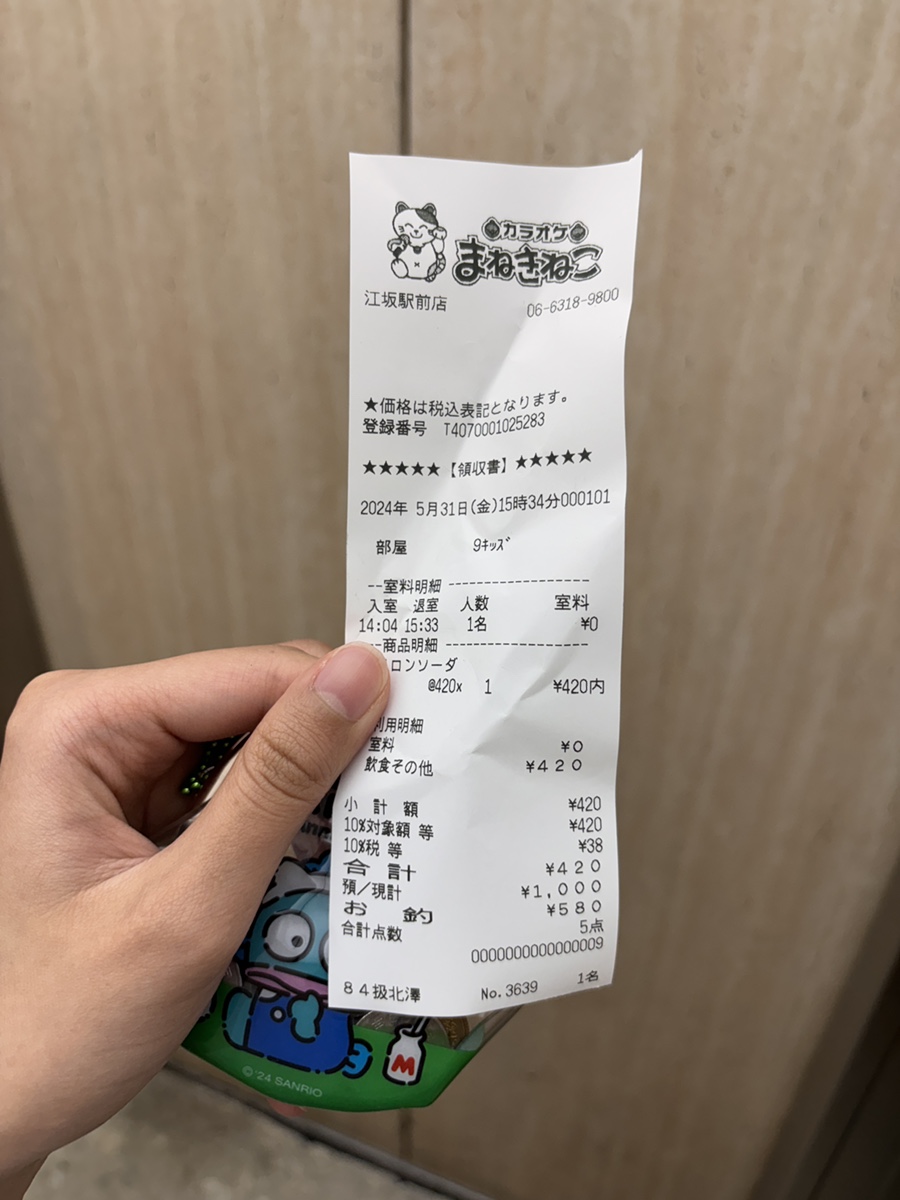 カラオケ
まねきねこ
江坂駅前店 06-6318-9800
★価格は税込表記となります。
登録番号 T4070001025283
★★★★★【領収書】★★★★★
2024年 5月31日(金)15時34分000101
部屋 9ｷｯｽﾞ
--室料明細------------------
入室 退室 人数 室料
14:04 15:33 1名 ¥0
--商品明細------------------
ロンソーダ
@420x 1 ¥420内
利用明細
室料 ¥0
飲食その他 ¥420
小 計 額 ¥420
10%対象額 等 ¥420
10%税 等 ¥38
合 計 ¥420
預／現計 ¥1,000
お 釣 ¥580
合計点数 5点
0000000000000009
84扱北澤 No.3639 1名
M
©'24 SANRIO